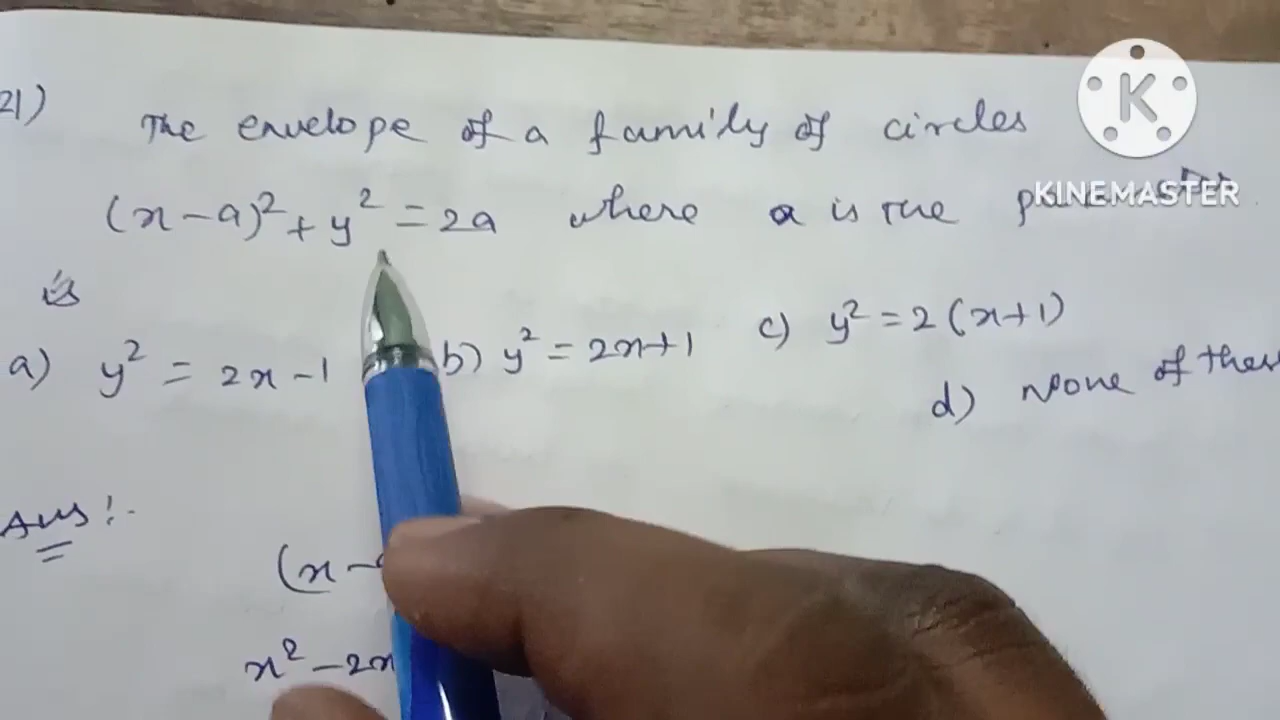 21) The envelope of a family of circles
(x-a)² + y² = 2a where a is the
is
a) y² = 2x-1 b) y² = 2x+1 c) y² = 2(x+1)
d) None of
Ans :-
(x-
x² - 2x
K
KINEMASTER